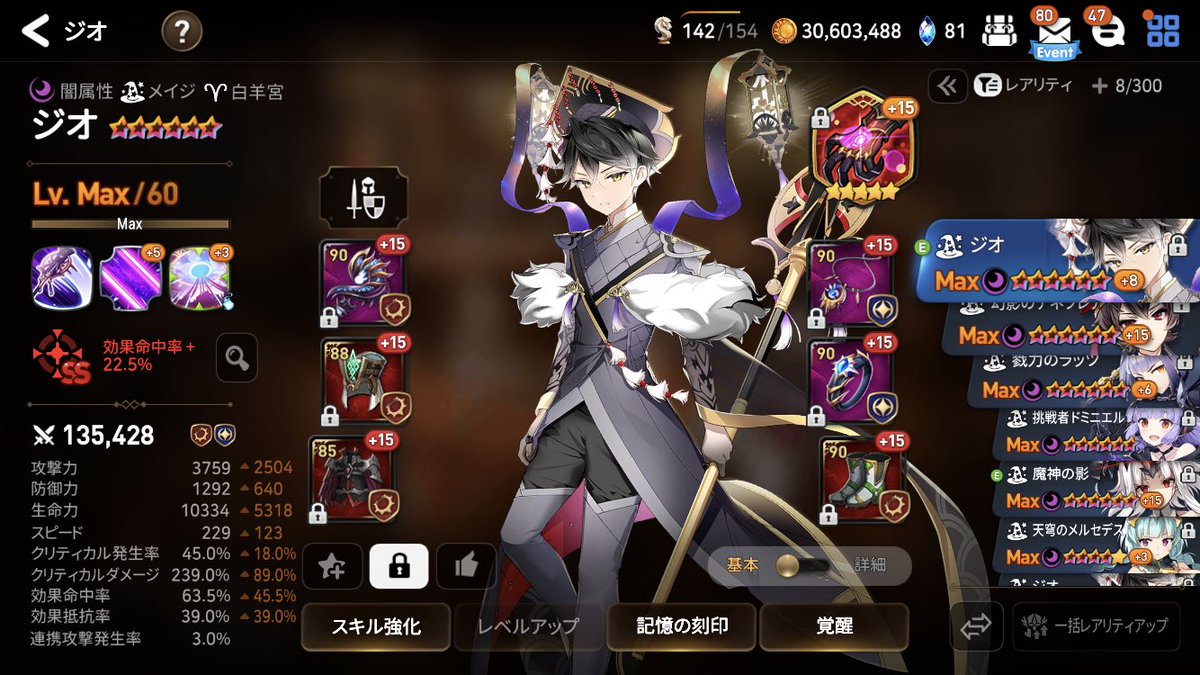 ジオ
?
142/154
30,603,488
81
80
Event
47
闇属性 メイジ 白羊宮
ジオ
Lv. Max/60
Max
+5
+3
SS
効果命中率 +
22.5%
135,428
攻撃力 3759 2504
防御力 1292 640
生命力 10334 5318
スピード 229 123
クリティカル発生率 45.0% 18.0%
クリティカルダメージ 239.0% 89.0%
効果命中率 63.5% 45.5%
効果抵抗率 39.0% 39.0%
連携攻撃発生率 3.0%
90 +15
88 +15
85 +15
+15
90 +15
90 +15
90 +15
基本 詳細
スキル強化
レベルアップ
記憶の刻印
覚醒
レアリティ
8/300
E ジオ
Max +8
Max +15
戮刀のラッツ
Max +6
挑戦者ドミニエル
Max
E 魔神の影
Max +15
天穹のメルセデス
Max +3
ジオ
一括レアリティアップ